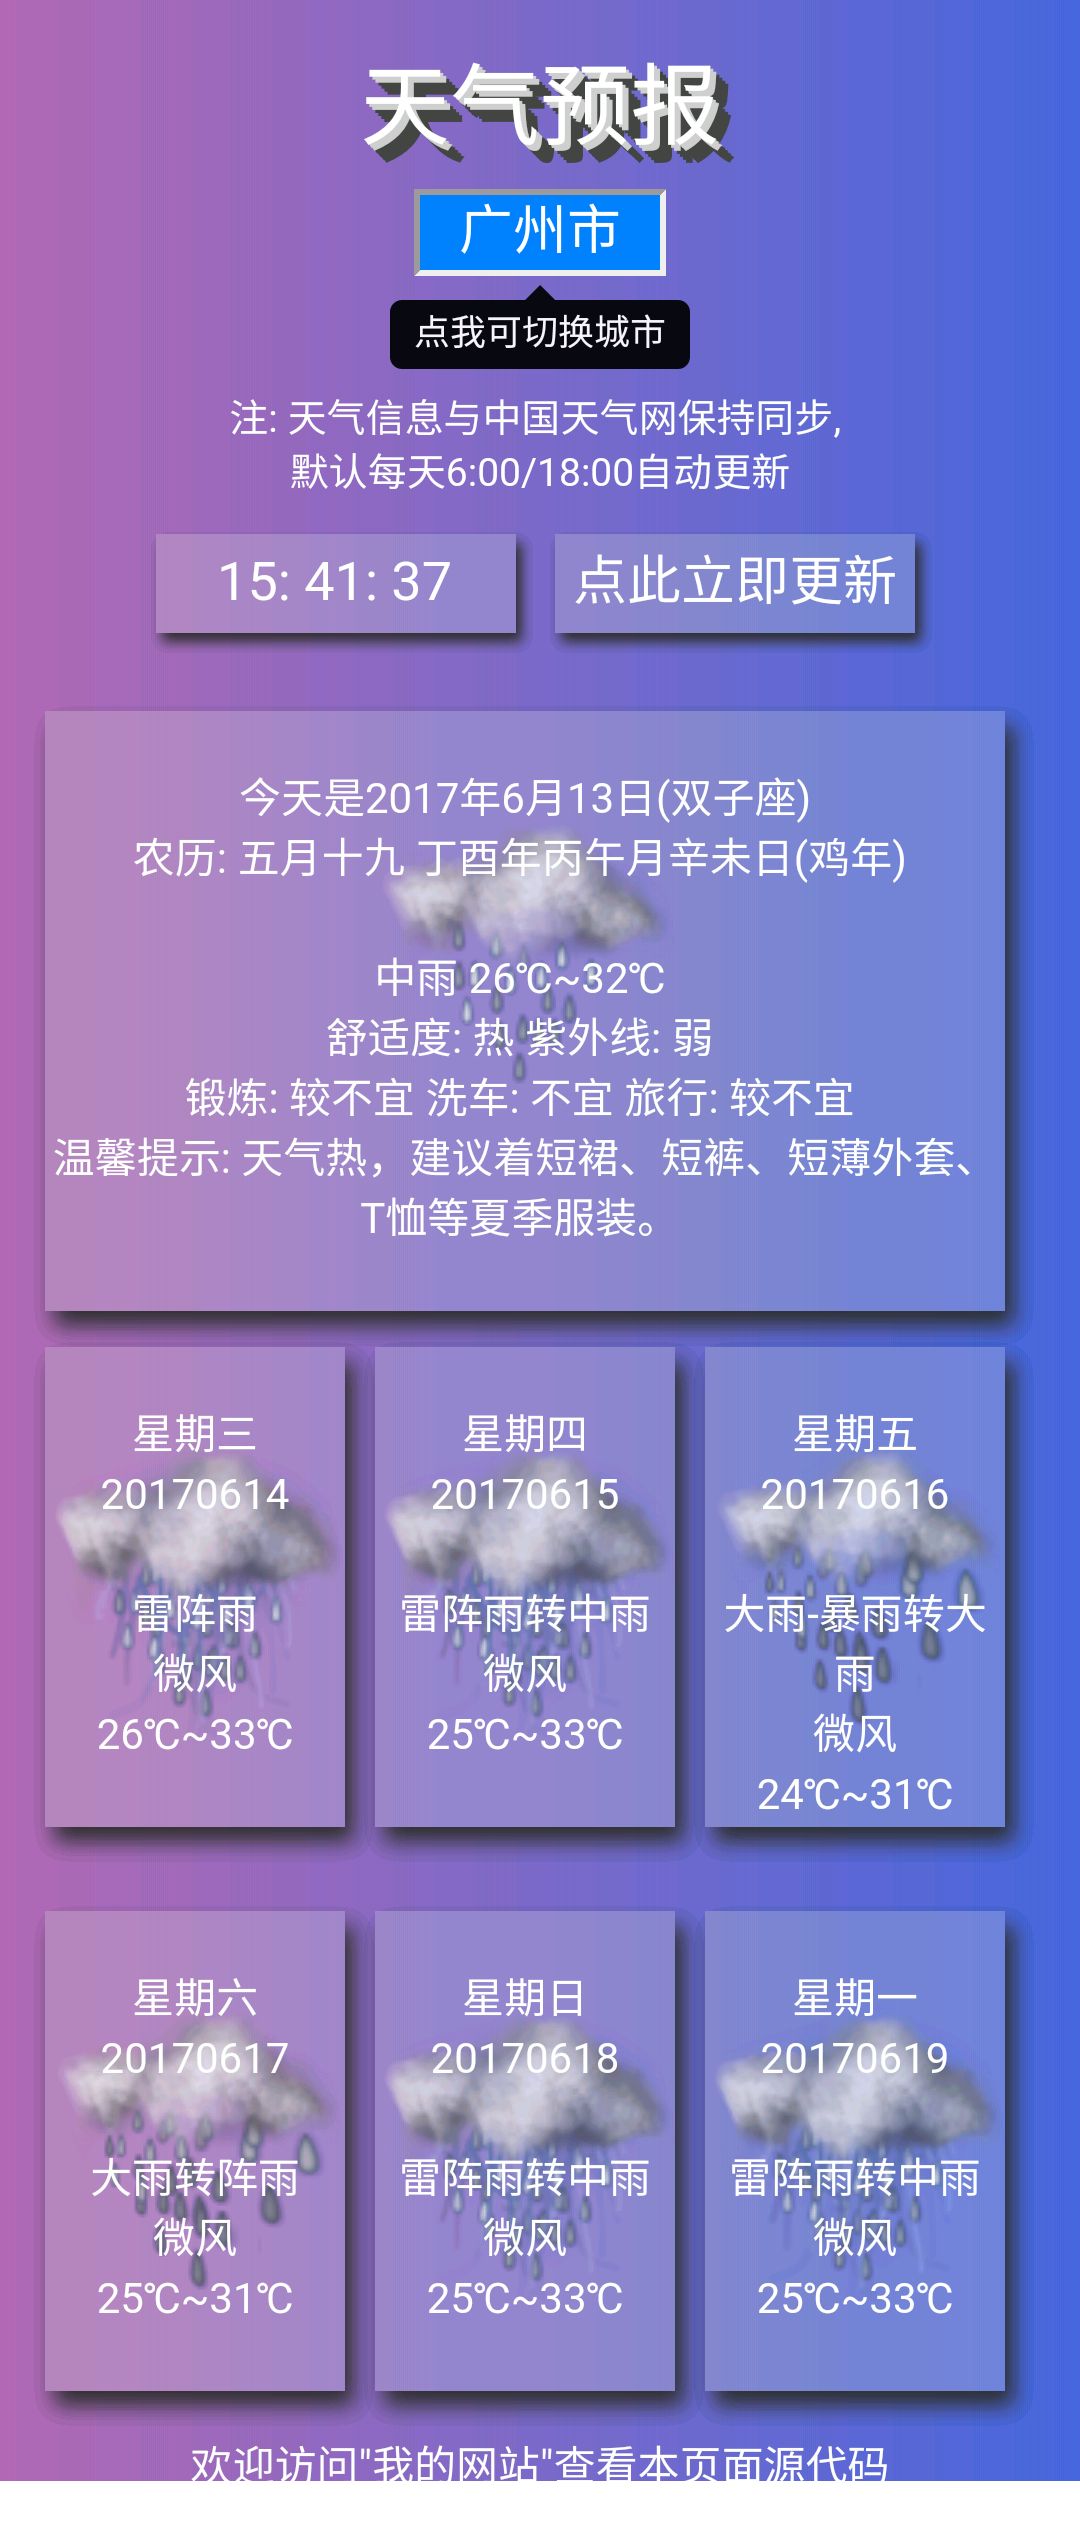 天气预报
广州市
点我可切换城市
注: 天气信息与中国天气网保持同步,
默认每天6:00/18:00自动更新
15: 41: 37
点此立即更新
今天是2017年6月13日(双子座)
农历: 五月十九 丁酉年丙午月辛未日(鸡年)
中雨 26℃~32℃
舒适度: 热 紫外线: 弱
锻炼: 较不宜 洗车: 不宜 旅行: 较不宜
温馨提示: 天气热，建议着短裙、短裤、短薄外套、
T恤等夏季服装。
星期三
20170614
雷阵雨
微风
26℃~33℃
星期四
20170615
雷阵雨转中雨
微风
25℃~33℃
星期五
20170616
大雨-暴雨转大
雨
微风
24℃~31℃
星期六
20170617
大雨转阵雨
微风
25℃~31℃
星期日
20170618
雷阵雨转中雨
微风
25℃~33℃
星期一
20170619
雷阵雨转中雨
微风
25℃~33℃
欢迎访问"我的网站"查看本页面源代码